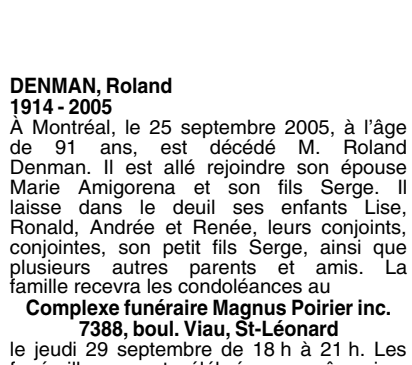 DENMAN, Roland
1914 - 2005
À Montréal, le 25 septembre 2005, à l'âge
de 91 ans, est décédé M. Roland
Denman. Il est allé rejoindre son épouse
Marie Amigorena et son fils Serge. Il
laisse dans le deuil ses enfants Lise,
Ronald, Andrée et Renée, leurs conjoints,
conjointes, son petit fils Serge, ainsi que
plusieurs autres parents et amis. La
famille recevra les condoléances au
Complexe funéraire Magnus Poirier inc.
7388, boul. Viau, St-Léonard
le jeudi 29 septembre de 18 h à 21 h. Les